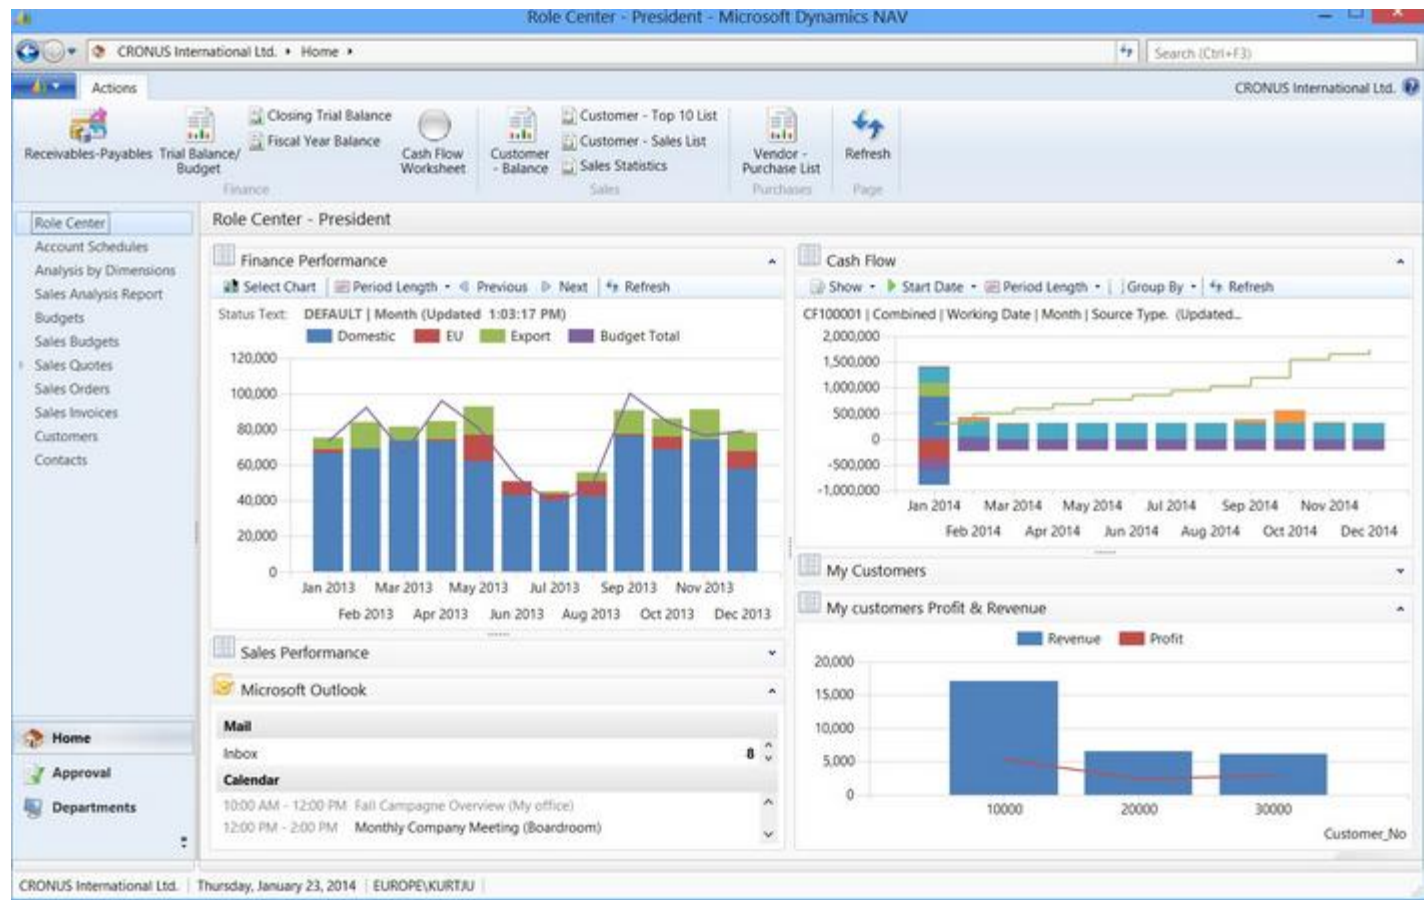 Role Center - President - Microsoft Dynamics NAV
CRONUS International Ltd. ▸ Home ▸
Search (Ctrl+F3)
Actions
CRONUS International Ltd.
Receivables-Payables
Trial Balance/
Budget
Closing Trial Balance
Fiscal Year Balance
Cash Flow
Worksheet
Finance
Customer
- Balance
Customer - Top 10 List
Customer - Sales List
Sales Statistics
Sales
Vendor -
Purchase List
Purchases
Refresh
Page
Role Center
Account Schedules
Analysis by Dimensions
Sales Analysis Report
Budgets
Sales Budgets
Sales Quotes
Sales Orders
Sales Invoices
Customers
Contacts
Home
Approval
Departments
Role Center - President
Finance Performance
Select Chart Period Length Previous Next Refresh
Status Text: DEFAULT | Month (Updated 1:03:17 PM)
Domestic EU Export Budget Total
120,000
100,000
80,000
60,000
40,000
20,000
0
Jan 2013 Mar 2013 May 2013 Jul 2013 Sep 2013 Nov 2013
Feb 2013 Apr 2013 Jun 2013 Aug 2013 Oct 2013 Dec 2013
Sales Performance
Microsoft Outlook
Mail
Inbox 8
Calendar
10:00 AM - 12:00 PM Fall Campagne Overview (My office)
12:00 PM - 2:00 PM Monthly Company Meeting (Boardroom)
Cash Flow
Show Start Date Period Length Group By Refresh
CF100001 | Combined | Working Date | Month | Source Type. (Updated...
2,000,000
1,500,000
1,000,000
500,000
0
-500,000
-1,000,000
Jan 2014 Mar 2014 May 2014 Jul 2014 Sep 2014 Nov 2014
Feb 2014 Apr 2014 Jun 2014 Aug 2014 Oct 2014 Dec 2014
My Customers
My customers Profit & Revenue
Revenue Profit
20,000
15,000
10,000
5,000
0
10000 20000 30000
Customer_No
CRONUS International Ltd. Thursday, January 23, 2014 EUROPE\KURTJU